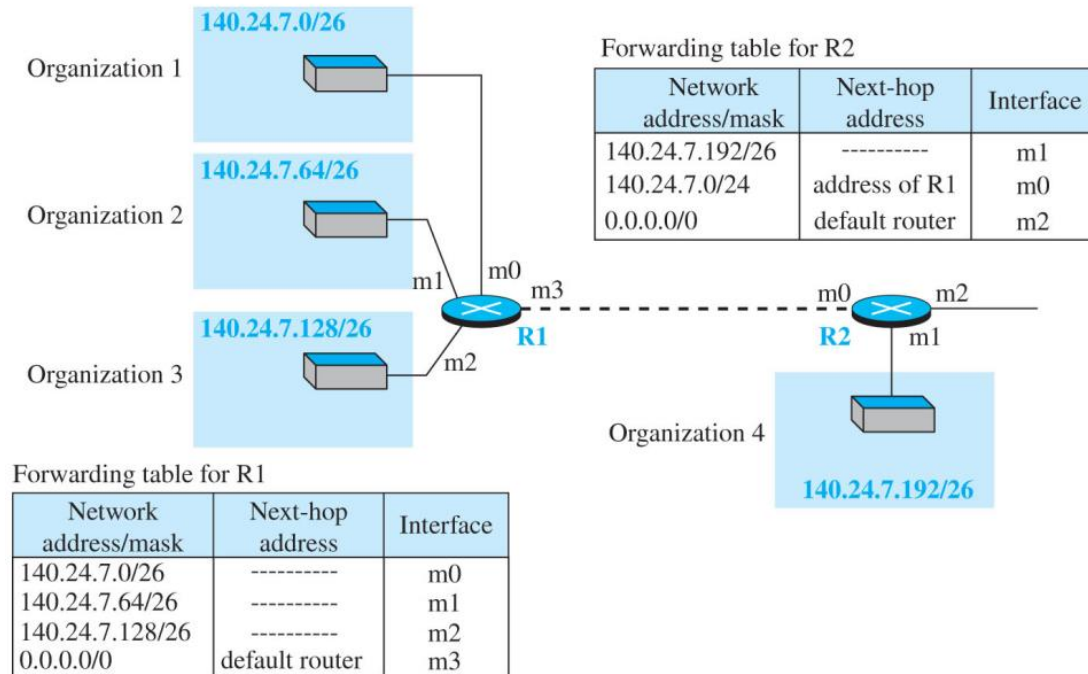 140.24.7.0/26
Organization 1
140.24.7.64/26
Organization 2
140.24.7.128/26
Organization 3
m0
m1
m2
m3
R1
Forwarding table for R2
Network address/mask Next-hop address Interface
140.24.7.192/26 ---------- m1
140.24.7.0/24 address of R1 m0
0.0.0.0/0 default router m2
m0
m2
R2
m1
Organization 4
140.24.7.192/26
Forwarding table for R1
Network address/mask Next-hop address Interface
140.24.7.0/26 ---------- m0
140.24.7.64/26 ---------- m1
140.24.7.128/26 ---------- m2
0.0.0.0/0 default router m3